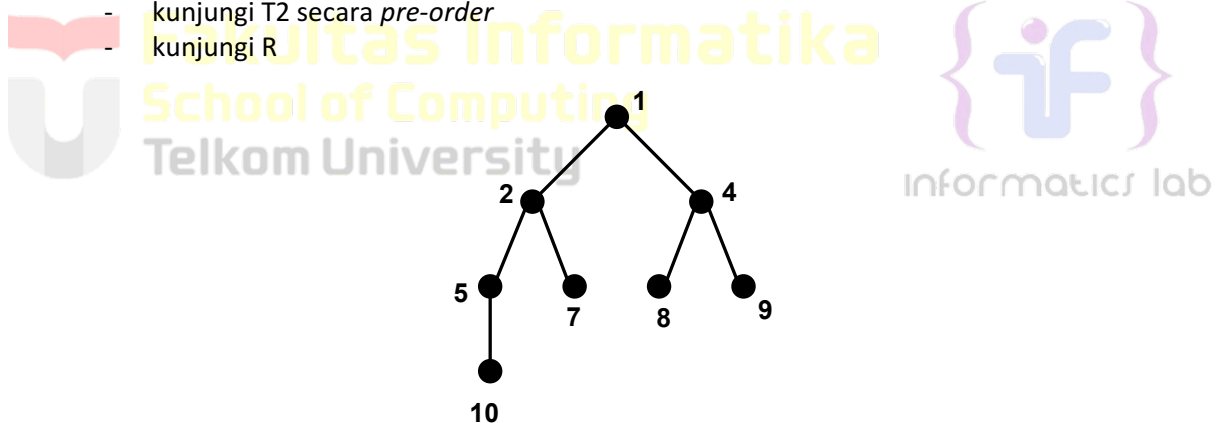 - kunjungi T2 secara pre-order
Fakultas Informatika
- kunjungi R
School of Computing
Telkom University
informatics lab
1
2
4
5
7
8
9
10